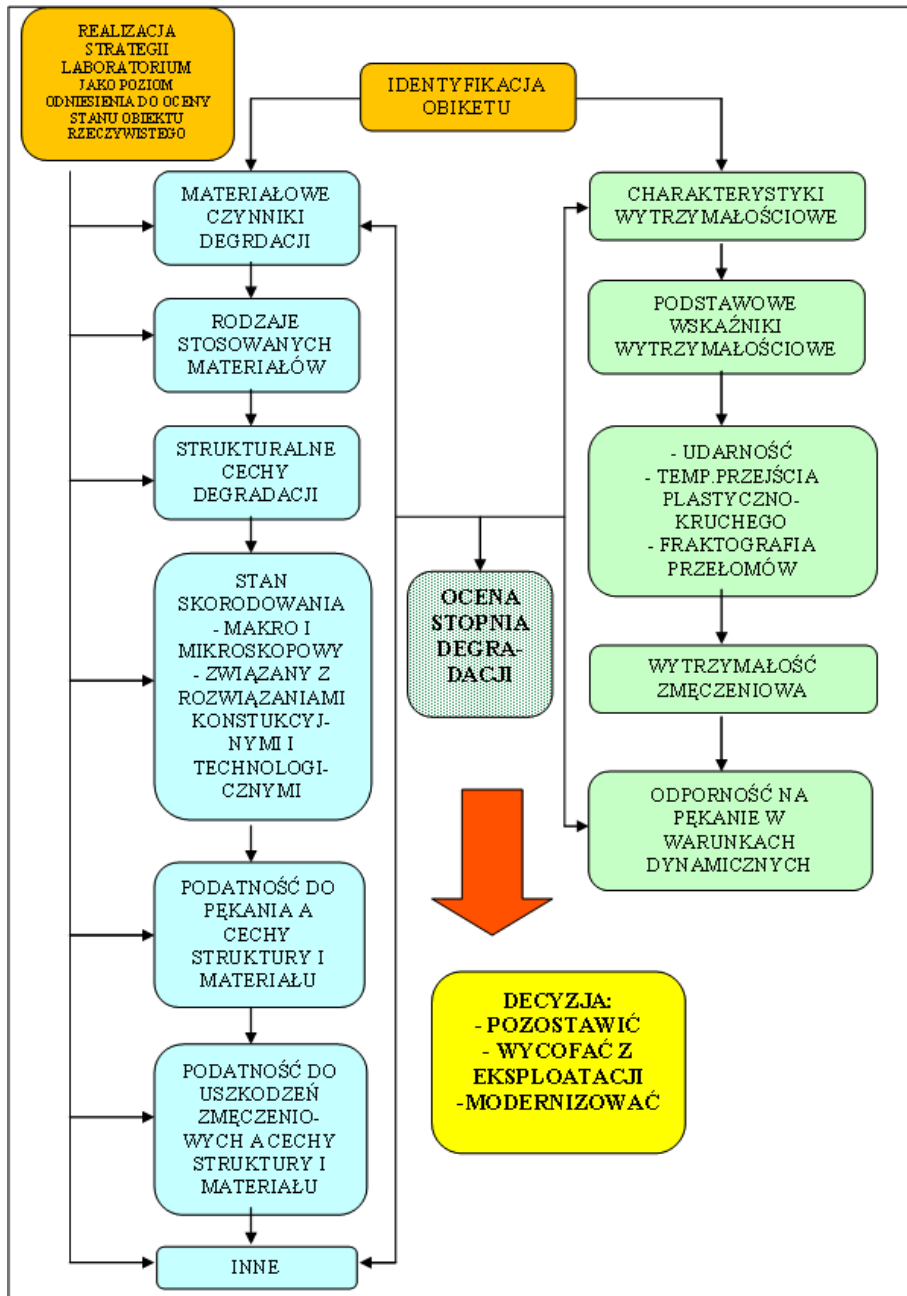 REALIZACJA
STRATEGII
LABORATORIUM
JAKO POZIOM
ODNIESIENIA DO OCENY
STANU OBIEKTU
RZECZYWISTEGO
IDENTYFIKACJA
OBIKETU
MATERIAŁOWE
CZYNNIKI
DEGRDACJI
RODZAJE
STOSOWANYCH
MATERIAŁÓW
STRUKTURALNE
CECHY
DEGRADACJI
STAN
SKORODOWANIA
- MAKRO I
MIKROSKOPOWY
- ZWIĄZANY Z
ROZWIĄZANIAMI
KONSTUKCYJ-
NYMI I
TECHNOLOGI-
CZNYMI
PODATNOŚĆ DO
PĘKANIA A
CECHY
STRUKTURY I
MATERIAŁU
PODATNOŚĆ DO
USZKODZEŃ
ZMĘCZENIO-
WYCH A CECHY
STRUKTURY I
MATERIAŁU
INNE
OCENA
STOPNIA
DEGRA-
DACJI
DECYZJA:
- POZOSTAWIĆ
- WYCOFAĆ Z
EKSPLOATACJI
-MODERNIZOWAĆ
CHARAKTERYSTYKI
WYTRZYMAŁOŚCIOWE
PODSTAWOWE
WSKAŹNIKI
WYTRZYMAŁOŚCIOWE
- UDARNOŚĆ
- TEMP.PRZEJŚCIA
PLASTYCZNO-
KRUCHEGO
- FRAKTOGRAFIA
PRZEŁOMÓW
WYTRZYMAŁOŚĆ
ZMĘCZENIOWA
ODPORNOŚĆ NA
PĘKANIE W
WARUNKACH
DYNAMICZNYCH